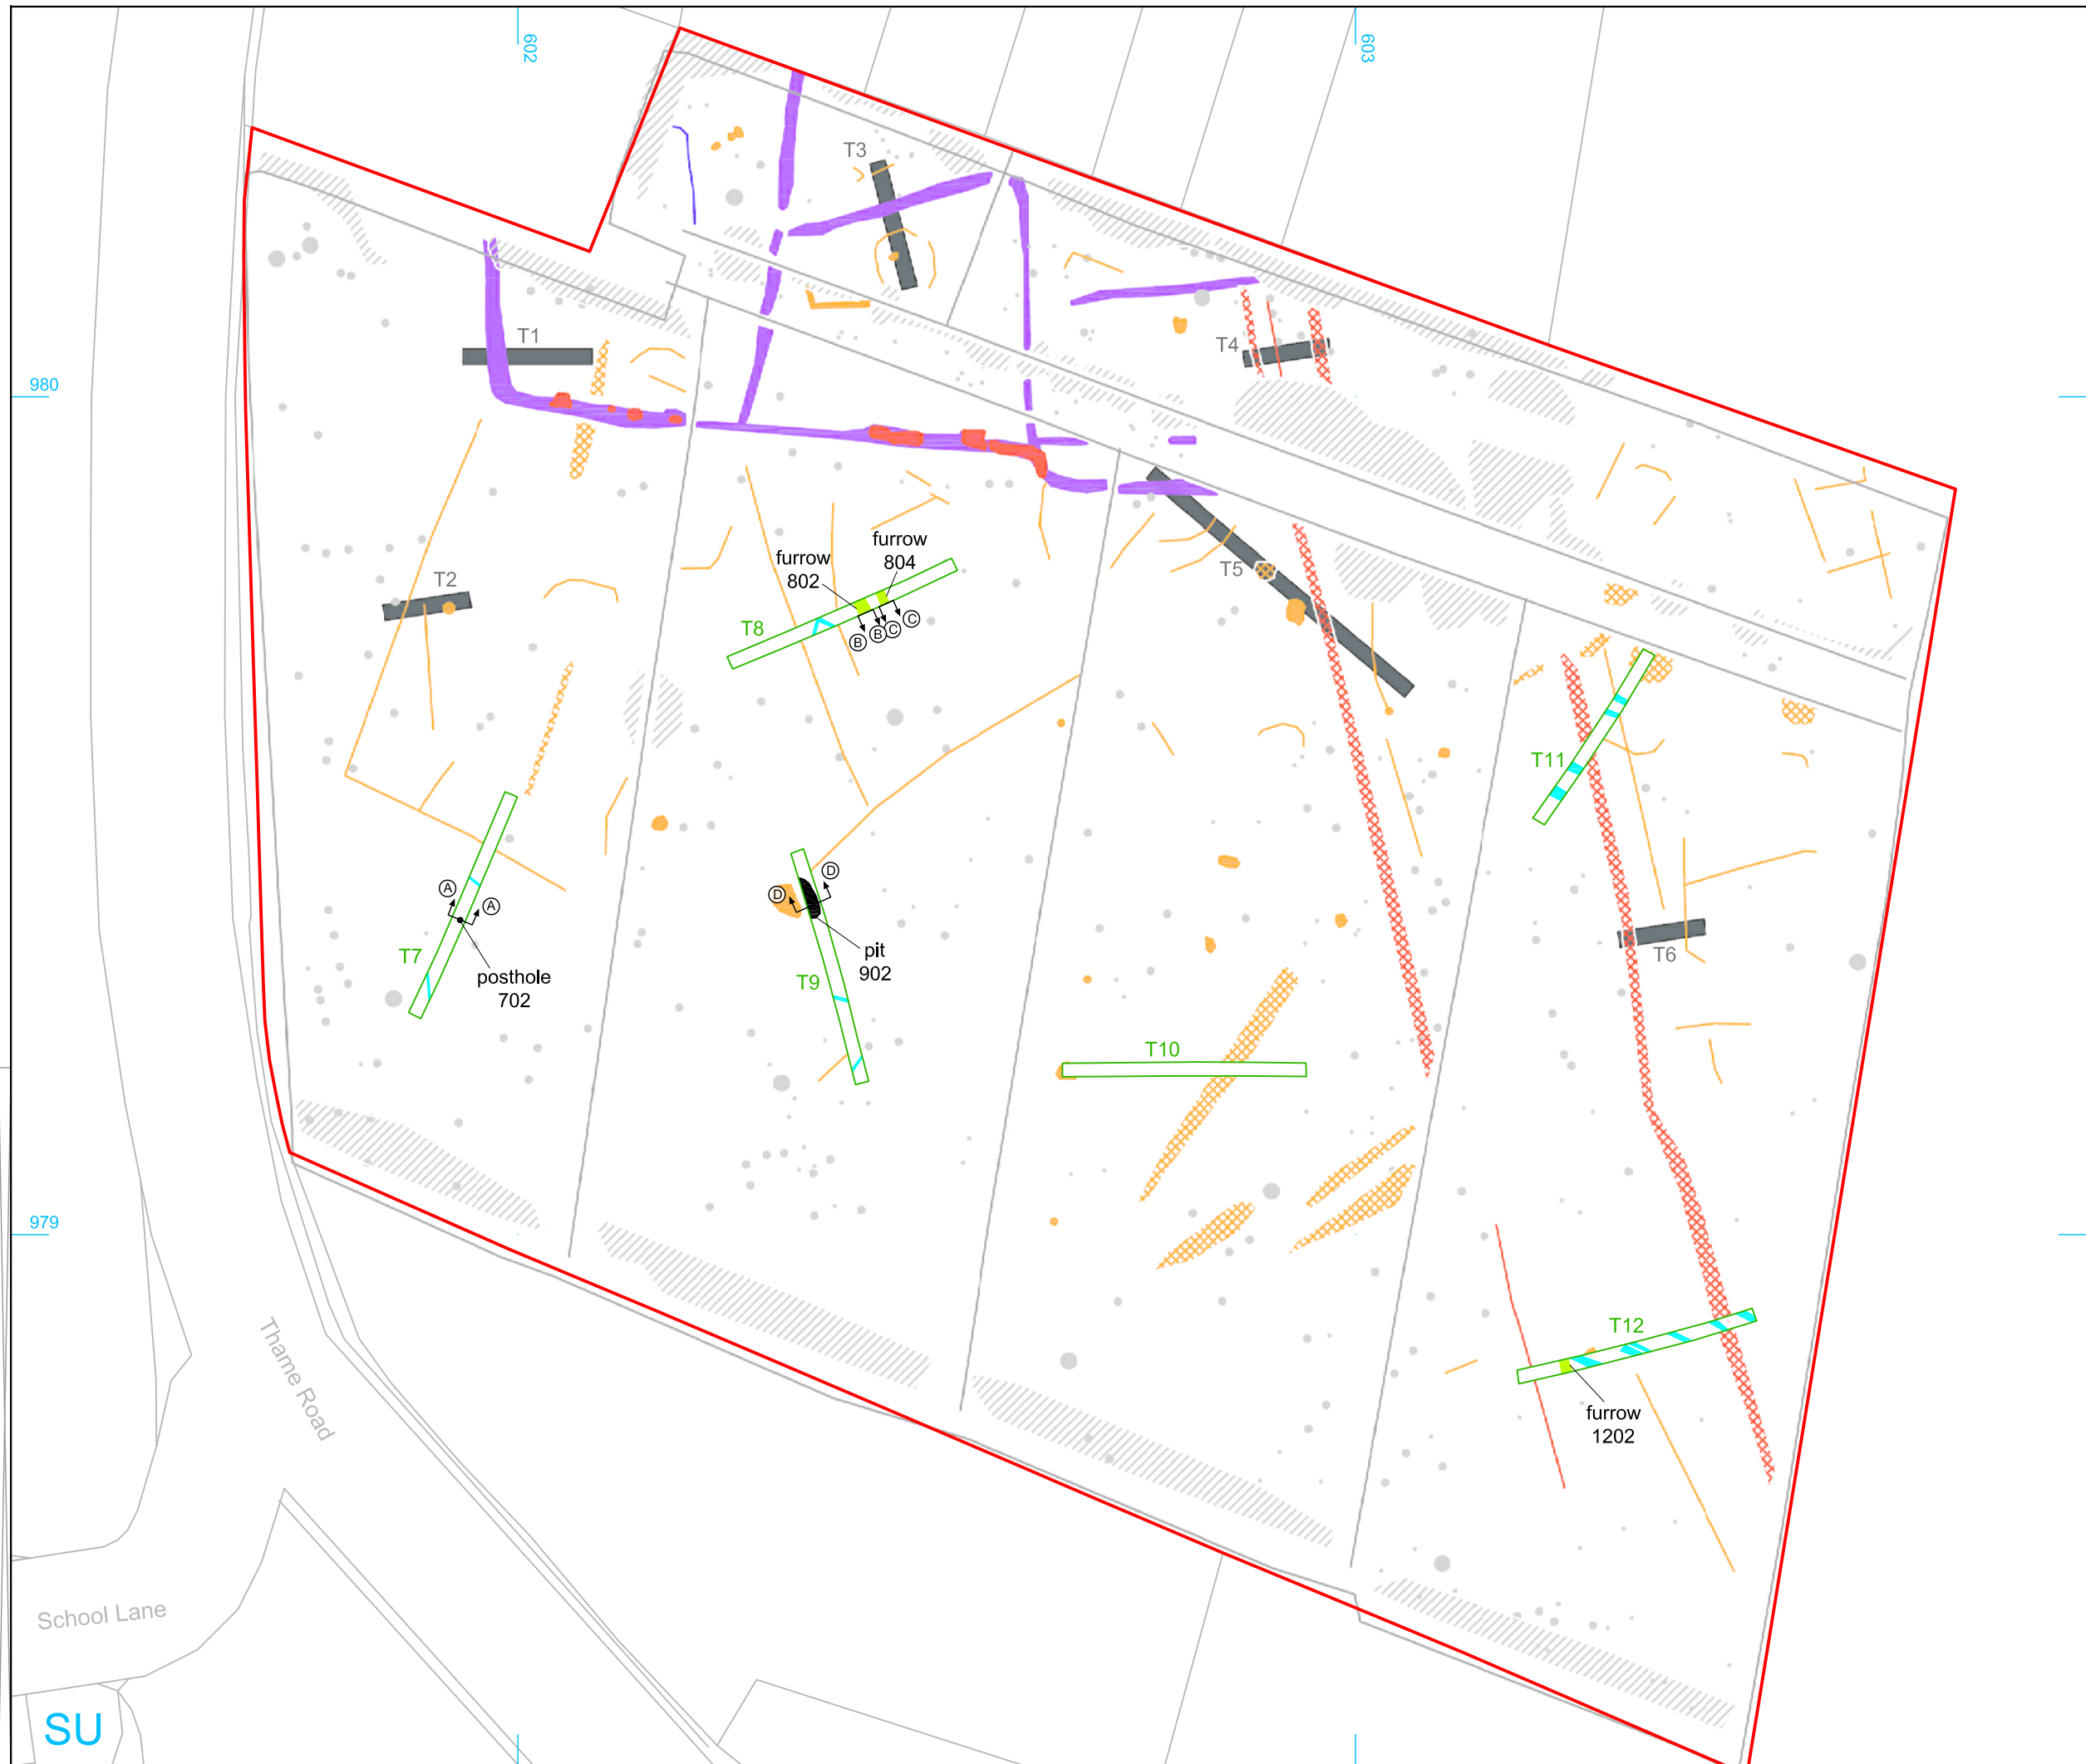 602
603
T3
T1
T4
980
furrow
804
furrow
802
T5
T2
T8
B
B
C
C
T11
A
A
D
D
T7
posthole
702
T9
pit
902
T6
T10
979
T12
furrow
1202
Thame Road
School Lane
SU